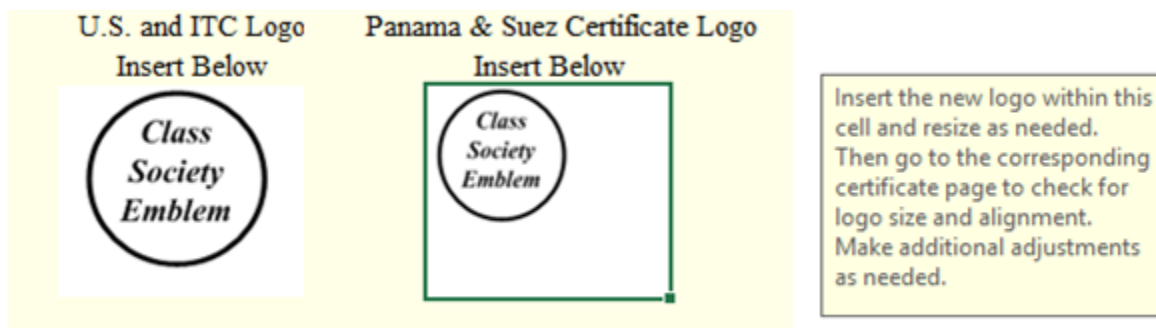 U.S. and ITC Logo
Insert Below
Class
Society
Emblem
Panama & Suez Certificate Logo
Insert Below
Class
Society
Emblem
Insert the new logo within this
cell and resize as needed.
Then go to the corresponding
certificate page to check for
logo size and alignment.
Make additional adjustments
as needed.